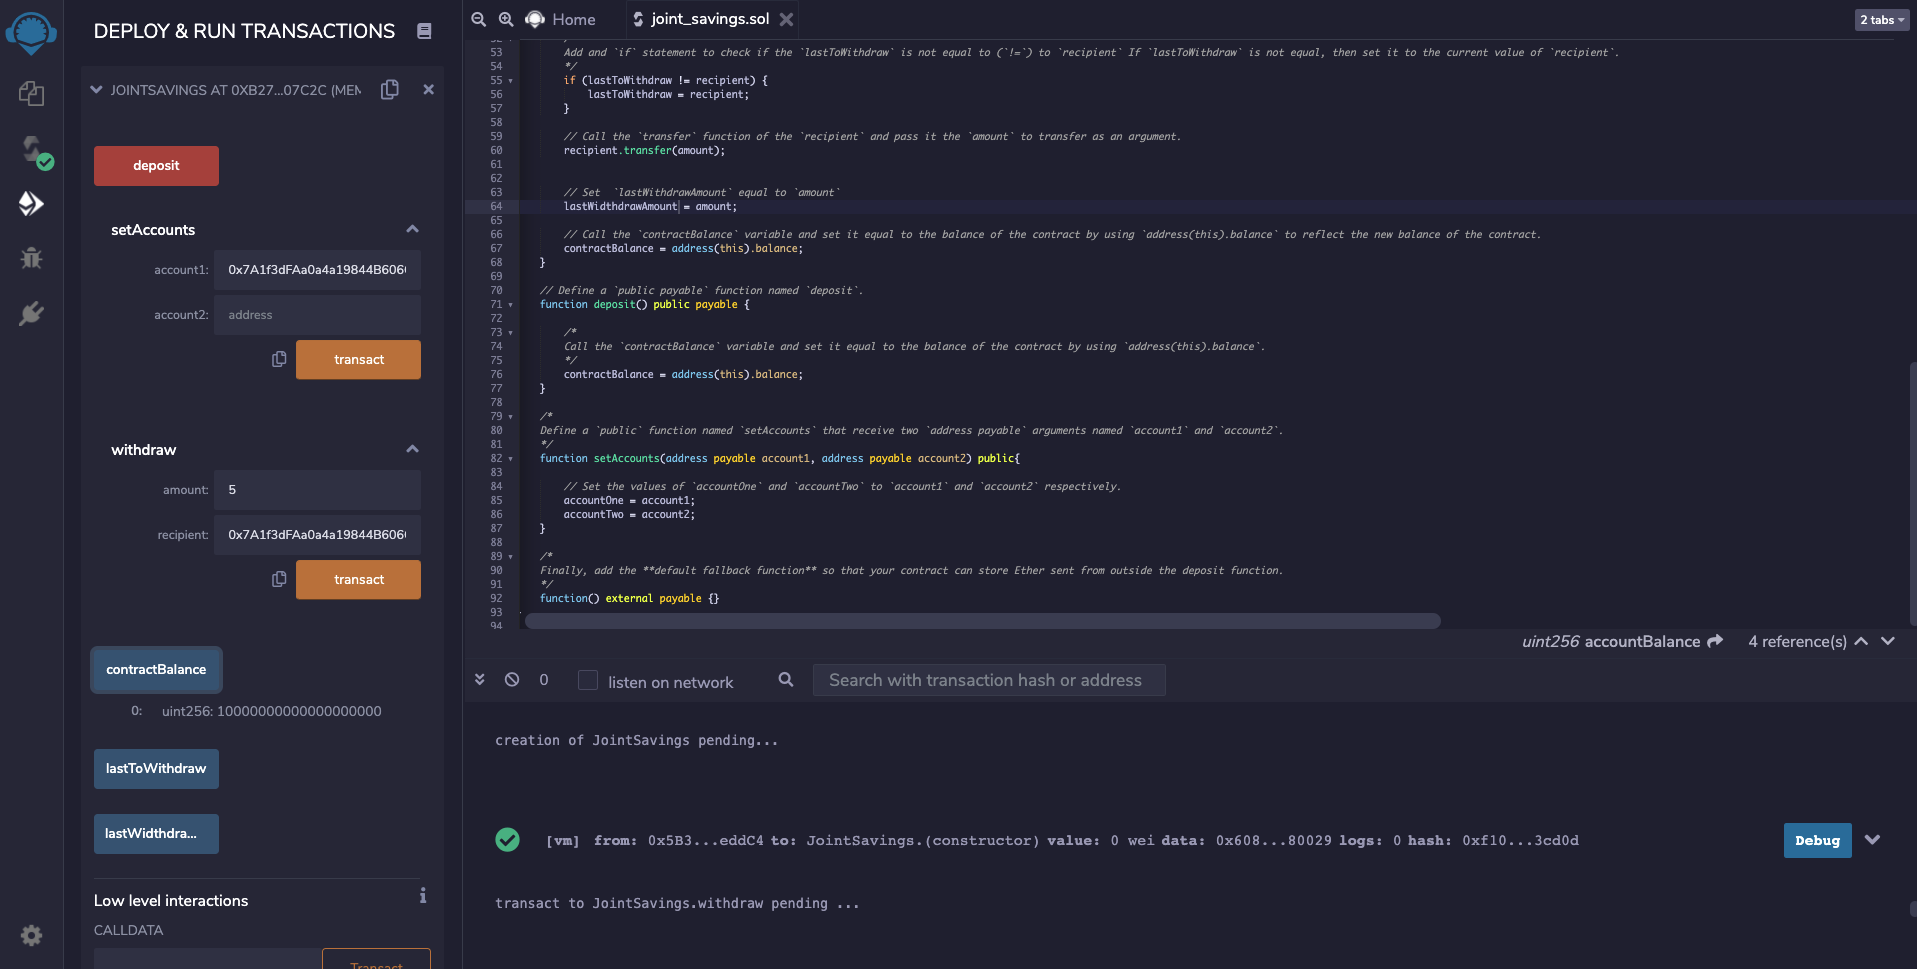 DEPLOY & RUN TRANSACTIONS
JOINTSAVINGS AT 0XB27...07C2C (MEM
deposit
setAccounts
account1: 0x7A1f3dFAa0a4a19844B606
account2: address
transact
withdraw
amount: 5
recipient: 0x7A1f3dFAa0a4a19844B606
transact
contractBalance
0: uint256: 10000000000000000000
lastToWithdraw
lastWidthdra...
Low level interactions
CALLDATA
Transact
Home
joint_savings.sol
2 tabs
53 Add and `if` statement to check if the `lastToWithdraw` is not equal to (`!=`) to `recipient` If `lastToWithdraw` is not equal, then set it to the current value of `recipient`.
54 */
55 if (lastToWithdraw != recipient) {
56 lastToWithdraw = recipient;
57 }
58
59 // Call the `transfer` function of the `recipient` and pass it the `amount` to transfer as an argument.
60 recipient.transfer(amount);
61
62
63 // Set  `lastWithdrawAmount` equal to `amount`
64 lastWidthdrawAmount = amount;
65
66 // Call the `contractBalance` variable and set it equal to the balance of the contract by using `address(this).balance` to reflect the new balance of the contract.
67 contractBalance = address(this).balance;
68 }
69
70 // Define a `public payable` function named `deposit`.
71 function deposit() public payable {
72
73 /*
74 Call the `contractBalance` variable and set it equal to the balance of the contract by using `address(this).balance`.
75 */
76 contractBalance = address(this).balance;
77 }
78
79 /*
80 Define a `public` function named `setAccounts` that receive two `address payable` arguments named `account1` and `account2`.
81 */
82 function setAccounts(address payable account1, address payable account2) public{
83
84 // Set the values of `accountOne` and `accountTwo` to `account1` and `account2` respectively.
85 accountOne = account1;
86 accountTwo = account2;
87 }
88
89 /*
90 Finally, add the **default fallback function** so that your contract can store Ether sent from outside the deposit function.
91 */
92 function() external payable {}
93
94
uint256 accountBalance 4 reference(s)
0 listen on network Search with transaction hash or address
creation of JointSavings pending...
[vm] from: 0x5B3...eddC4 to: JointSavings.(constructor) value: 0 wei data: 0x608...80029 logs: 0 hash: 0xf10...3cd0d
Debug
transact to JointSavings.withdraw pending ...